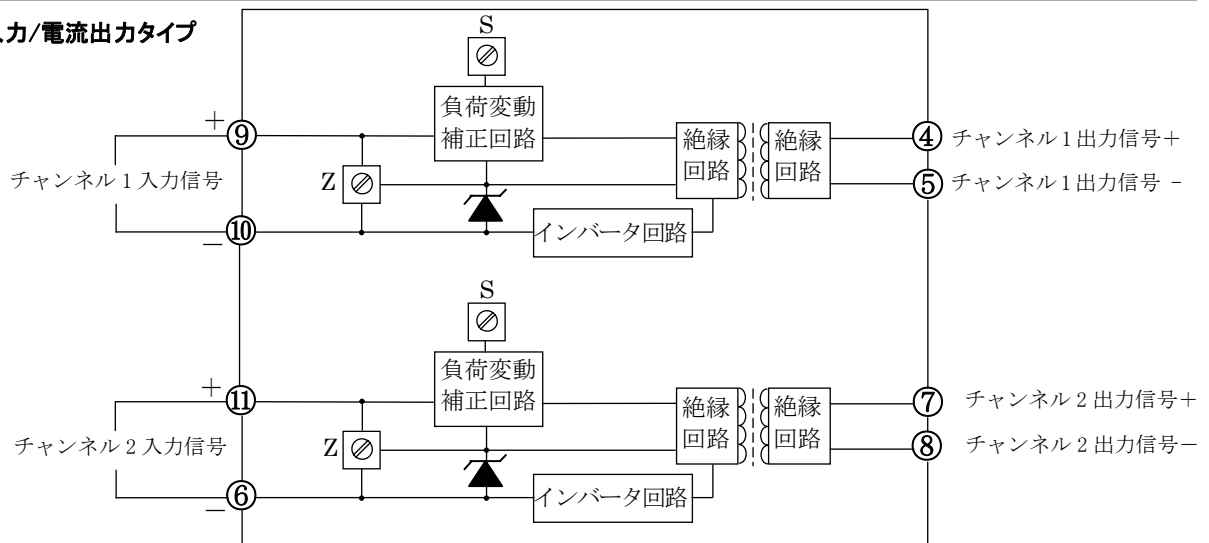 力/電流出力タイプ
S
負荷変動
補正回路
+
⑨
チャンネル1入力信号
Z
−
⑩
絶縁
回路
絶縁
回路
インバータ回路
④
チャンネル1出力信号+
⑤
チャンネル1出力信号 -
S
負荷変動
補正回路
+
⑪
チャンネル2入力信号
Z
−
⑥
絶縁
回路
絶縁
回路
インバータ回路
⑦
チャンネル2出力信号+
⑧
チャンネル2出力信号−